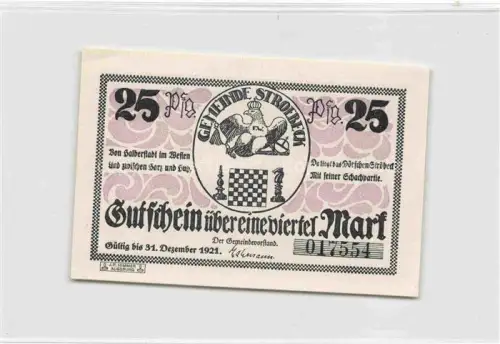 25 Pfg.
GEMEINDE STROEBECK
Pfg. 25
Von Halberstadt im Westen
und zwischen Harz und Huy,
Da liegt das Dörfchen Ströbeck
Mit seiner Schachpartie.
Gutschein über eine viertel Mark
Der Gemeindevorstand.
Gültig bis 31. Dezember 1921.
017554